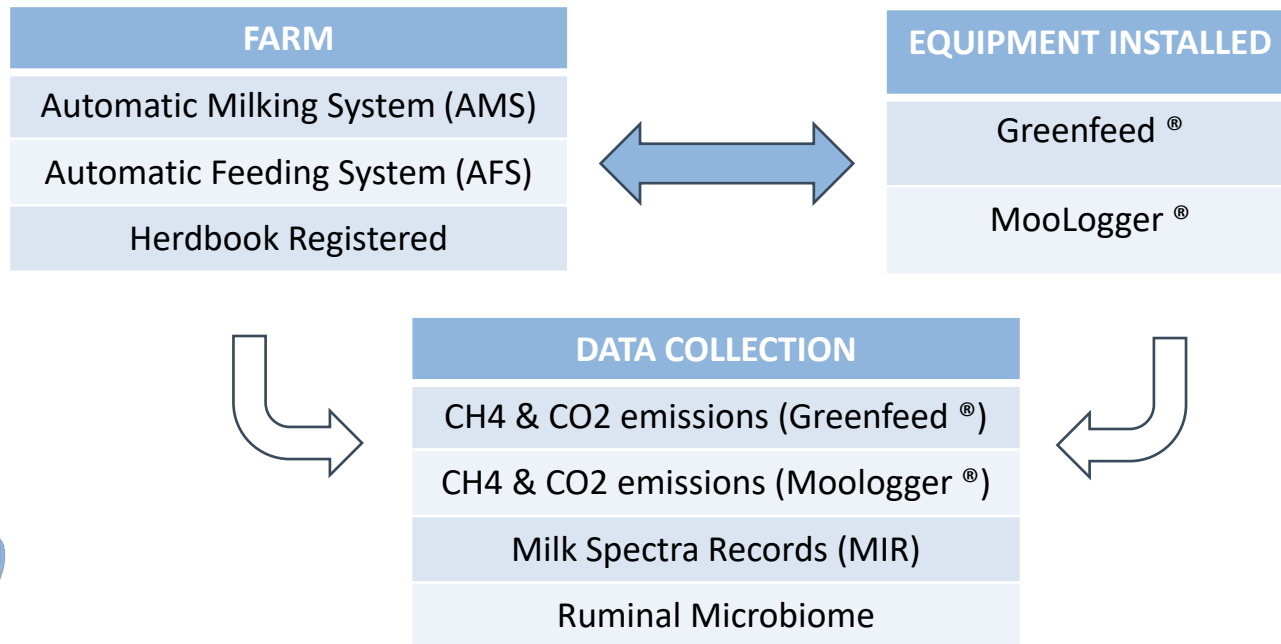 FARM
Automatic Milking System (AMS)
Automatic Feeding System (AFS)
Herdbook Registered
EQUIPMENT INSTALLED
Greenfeed ®
MooLogger ®
DATA COLLECTION
CH4 & CO2 emissions (Greenfeed ®)
CH4 & CO2 emissions (Moologger ®)
Milk Spectra Records (MIR)
Ruminal Microbiome